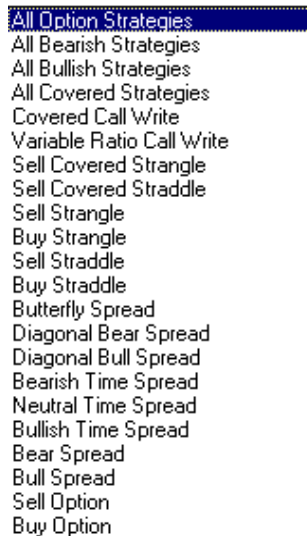 All Option Strategies
All Bearish Strategies
All Bullish Strategies
All Covered Strategies
Covered Call Write
Variable Ratio Call Write
Sell Covered Strangle
Sell Covered Straddle
Sell Strangle
Buy Strangle
Sell Straddle
Buy Straddle
Butterfly Spread
Diagonal Bear Spread
Diagonal Bull Spread
Bearish Time Spread
Neutral Time Spread
Bullish Time Spread
Bear Spread
Bull Spread
Sell Option
Buy Option